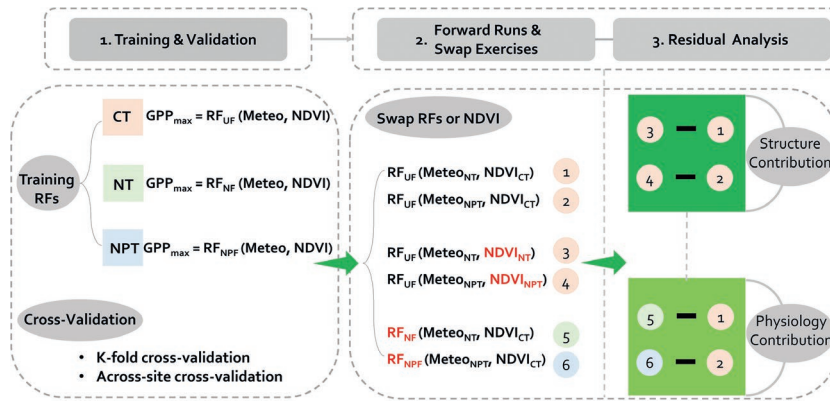 1. Training & Validation
2. Forward Runs &
Swap Exercises
3. Residual Analysis
Training
RFs
CT GPPmax = RFUF (Meteo, NDVI)
NT GPPmax = RFNF (Meteo, NDVI)
NPT GPPmax = RFNPF (Meteo, NDVI)
Cross-Validation
• K-fold cross-validation
• Across-site cross-validation
Swap RFs or NDVI
RFUF (MeteoNT, NDVICT) 1
RFUF (MeteoNPT, NDVICT) 2
RFUF (MeteoNT, NDVINT) 3
RFUF (MeteoNPT, NDVINPT) 4
RFNF (MeteoNT, NDVICT) 5
RFNPF (MeteoNPT, NDVICT) 6
3 – 1
4 – 2
Structure
Contribution
5 – 1
6 – 2
Physiology
Contribution